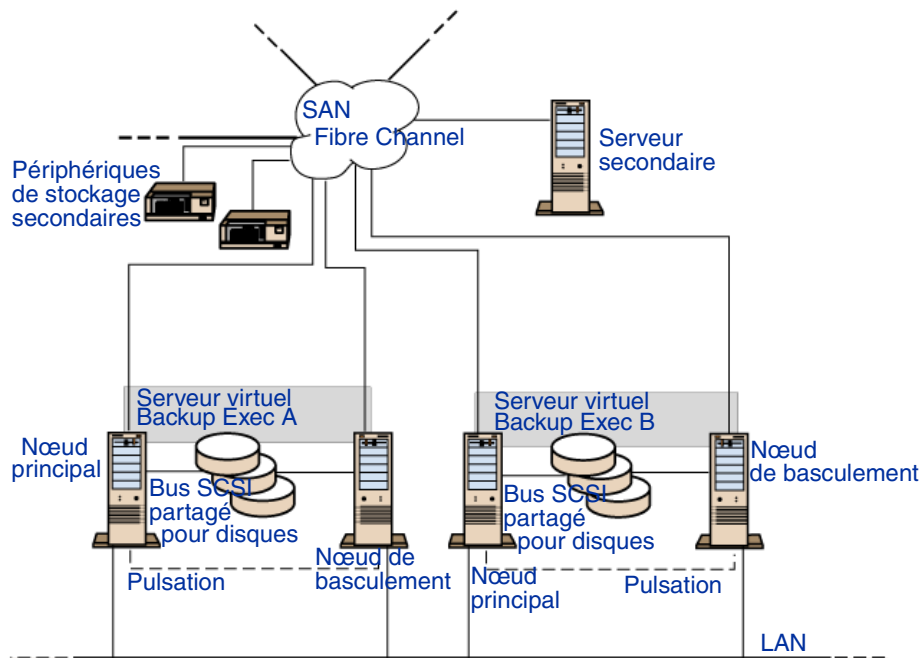 SAN
Fibre Channel
Serveur
secondaire
Périphériques
de stockage
secondaires
Serveur virtuel
Backup Exec A
Serveur virtuel
Backup Exec B
Nœud
principal
Nœud
de basculement
Bus SCSI
partagé
pour disques
Bus SCSI
partagé
pour disques
Nœud de
basculement
Pulsation
Nœud
principal
Pulsation
LAN